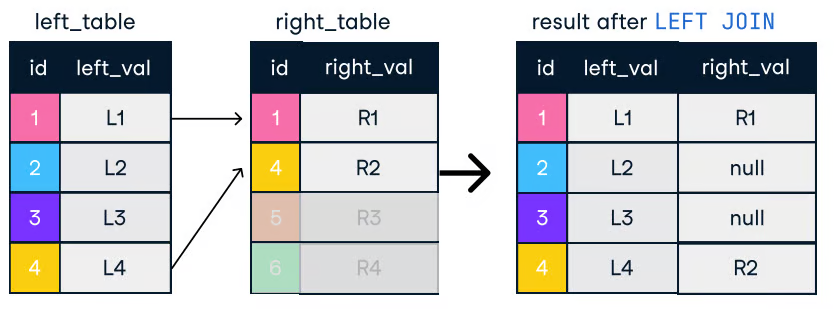 left_table right_table result after LEFT JOIN
id left_val id right_val id left_val right_val
1 L1 1 R1 1 L1 R1
2 L2 4 R2 2 L2 null
3 L3 5 R3 3 L3 null
4 L4 6 R4 4 L4 R2